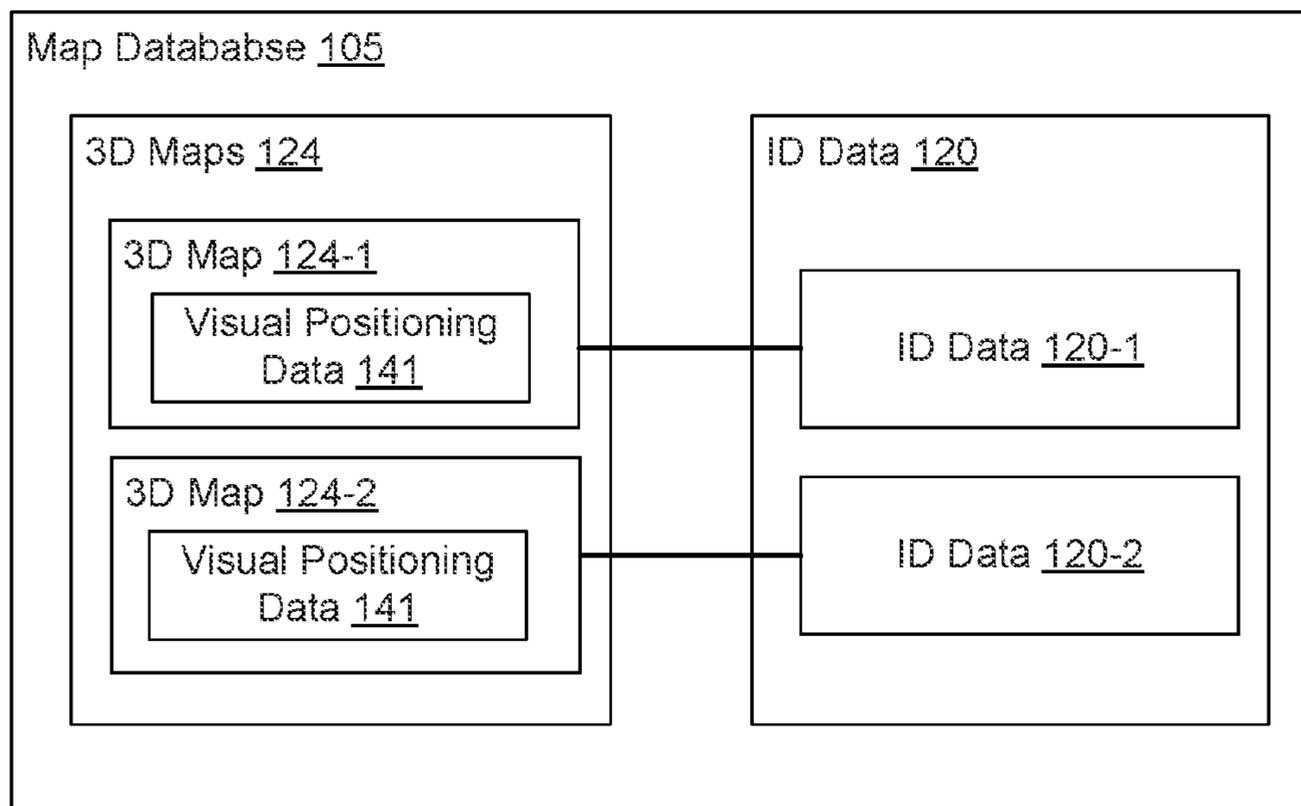 Map Datababse 105
3D Maps 124
3D Map 124-1
Visual Positioning
Data 141
3D Map 124-2
Visual Positioning
Data 141
ID Data 120
ID Data 120-1
ID Data 120-2